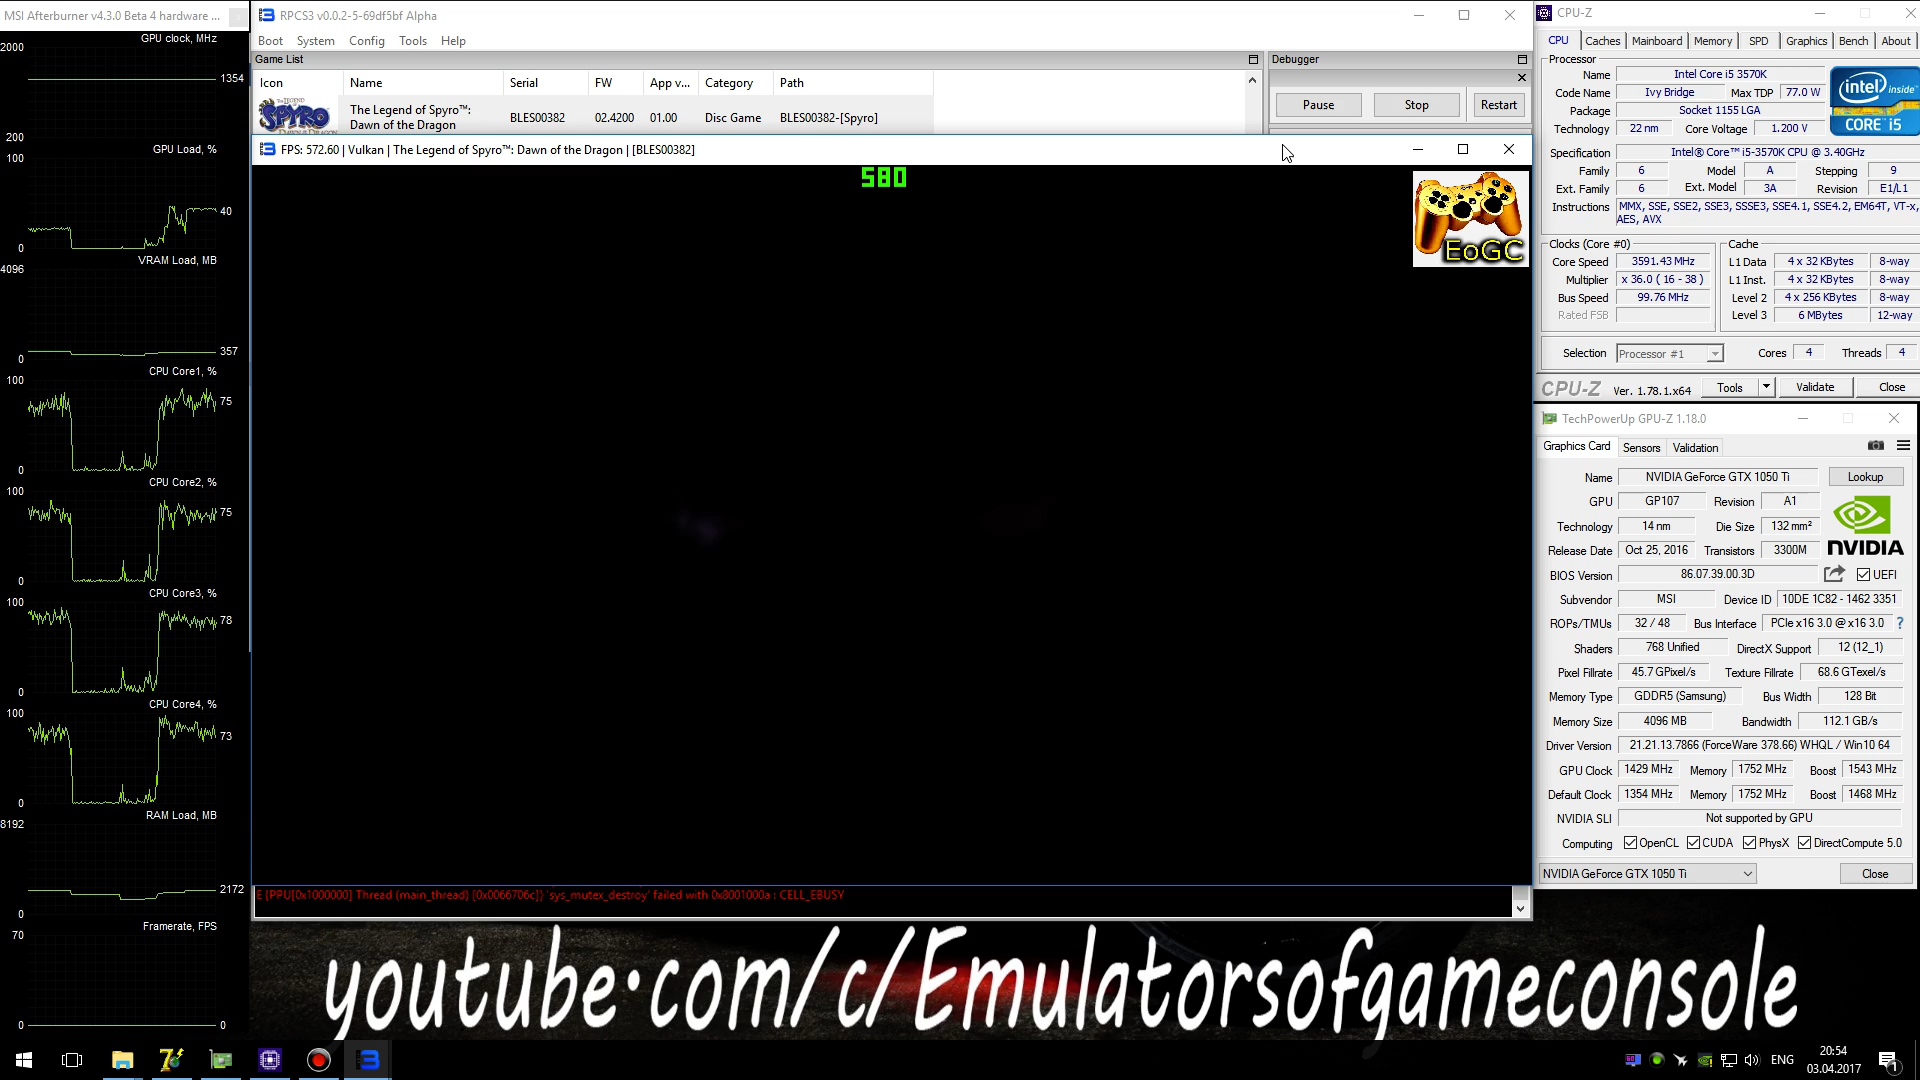 MSI Afterburner v4.3.0 Beta 4 hardware ...
GPU clock, MHz
2000
1354
200
GPU Load, %
100
40
0
VRAM Load, MB
4096
357
0
CPU Core1, %
100
75
0
CPU Core2, %
100
75
0
CPU Core3, %
100
78
0
CPU Core4, %
100
73
0
RAM Load, MB
8192
2172
0
Framerate, FPS
70
0
0
RPCS3 v0.0.2-5-69df5bf Alpha
Boot System Config Tools Help
Game List
Icon Name Serial FW App v... Category Path
The Legend of Spyro™:
Dawn of the Dragon
BLES00382 02.4200 01.00 Disc Game BLES00382-[Spyro]
SPYRO
Debugger
Pause Stop Restart
FPS: 572.60 | Vulkan | The Legend of Spyro™: Dawn of the Dragon | [BLES00382]
580
EoGC
E {PPU[0x1000000] Thread (main_thread) [0x0066706c]} 'sys_mutex_destroy' failed with 0x8001000a : CELL_EBUSY
CPU-Z
CPU Caches Mainboard Memory SPD Graphics Bench About
Processor
Name Intel Core i5 3570K
Code Name Ivy Bridge Max TDP 77.0 W
Package Socket 1155 LGA
Technology 22 nm Core Voltage 1.200 V
intel inside™
CORE i5
Specification Intel® Core™ i5-3570K CPU @ 3.40GHz
Family 6 Model A Stepping 9
Ext. Family 6 Ext. Model 3A Revision E1/L1
Instructions MMX, SSE, SSE2, SSE3, SSSE3, SSE4.1, SSE4.2, EM64T, VT-x,
AES, AVX
Clocks (Core #0)
Core Speed 3591.43 MHz
Multiplier x 36.0 ( 16 - 38 )
Bus Speed 99.76 MHz
Rated FSB
Cache
L1 Data 4 x 32 KBytes 8-way
L1 Inst. 4 x 32 KBytes 8-way
Level 2 4 x 256 KBytes 8-way
Level 3 6 MBytes 12-way
Selection Processor #1 Cores 4 Threads 4
CPU-Z Ver. 1.78.1.x64 Tools Validate Close
TechPowerUp GPU-Z 1.18.0
Graphics Card Sensors Validation
Name NVIDIA GeForce GTX 1050 Ti Lookup
GPU GP107 Revision A1
Technology 14 nm Die Size 132 mm²
Release Date Oct 25, 2016 Transistors 3300M
NVIDIA
BIOS Version 86.07.39.00.3D UEFI
Subvendor MSI Device ID 10DE 1C82 - 1462 3351
ROPs/TMUs 32 / 48 Bus Interface PCIe x16 3.0 @ x16 3.0 ?
Shaders 768 Unified DirectX Support 12 (12_1)
Pixel Fillrate 45.7 GPixel/s Texture Fillrate 68.6 GTexel/s
Memory Type GDDR5 (Samsung) Bus Width 128 Bit
Memory Size 4096 MB Bandwidth 112.1 GB/s
Driver Version 21.21.13.7866 (ForceWare 378.66) WHQL / Win10 64
GPU Clock 1429 MHz Memory 1752 MHz Boost 1543 MHz
Default Clock 1354 MHz Memory 1752 MHz Boost 1468 MHz
NVIDIA SLI Not supported by GPU
Computing OpenCL CUDA PhysX DirectCompute 5.0
NVIDIA GeForce GTX 1050 Ti Close
youtube.com/c/Emulatorsofgameconsole
ENG
20:54
03.04.2017
1